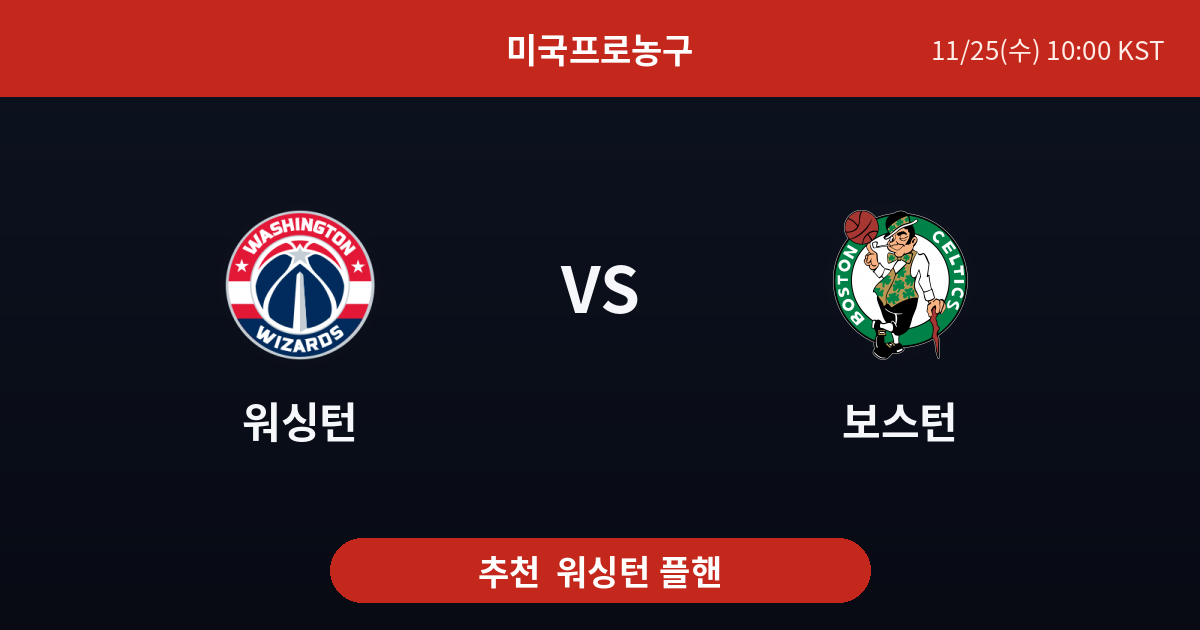 미국프로농구
11/25(수) 10:00 KST
WASHINGTON
WIZARDS
VS
BOSTON
CELTICS
워싱턴
보스턴
추천 워싱턴 플핸